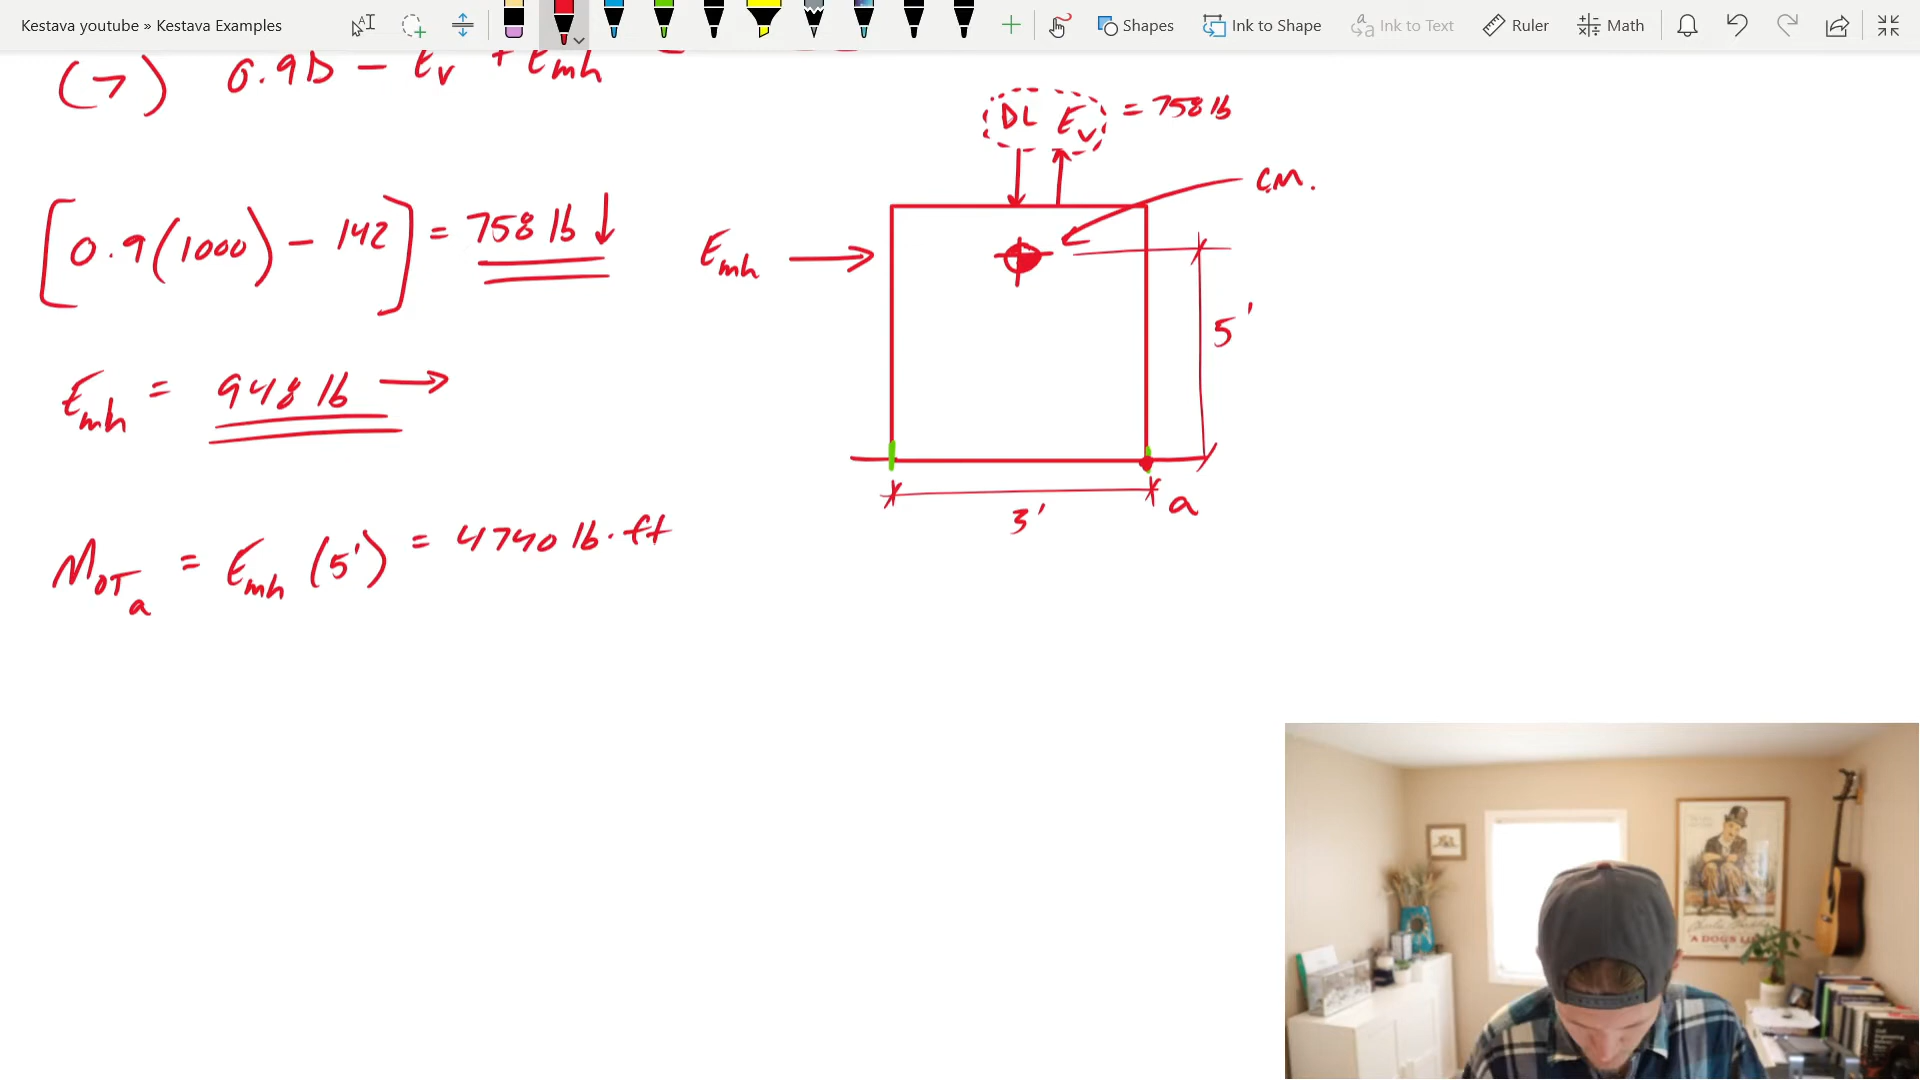 Kestava youtube » Kestava Examples
Shapes
Ink to Shape
Ink to Text
Ruler
Math
(7) 0.9D - Ev + Emh
[0.9(1000) - 142] = 758 lb ↓
Emh = 948 lb →
MOTa = Emh (5') = 4740 lb·ft
DL Ev = 758 lb
C.M.
Emh →
5'
3'
a
A DOG'S